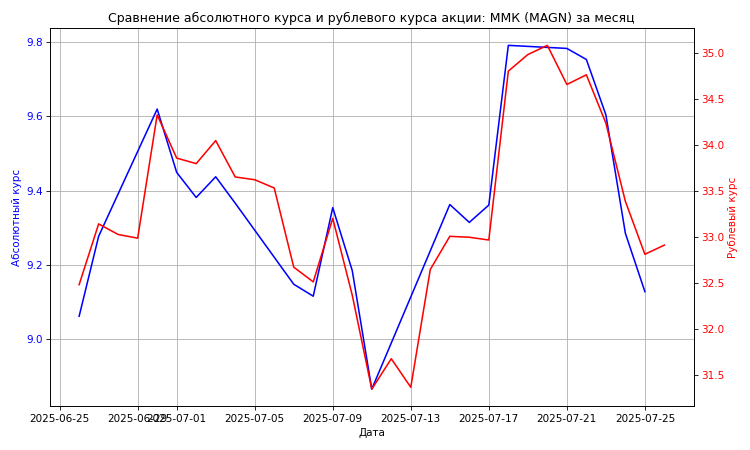 Сравнение абсолютного курса и рублевого курса акции: ММК (MAGN) за месяц
Абсолютный курс
9.8
9.6
9.4
9.2
9.0
35.0
34.5
34.0
33.5
33.0
32.5
32.0
31.5
Рублевый курс
2025-06-25 2025-06-29 2025-07-01 2025-07-05 2025-07-09 2025-07-13 2025-07-17 2025-07-21 2025-07-25
Дата